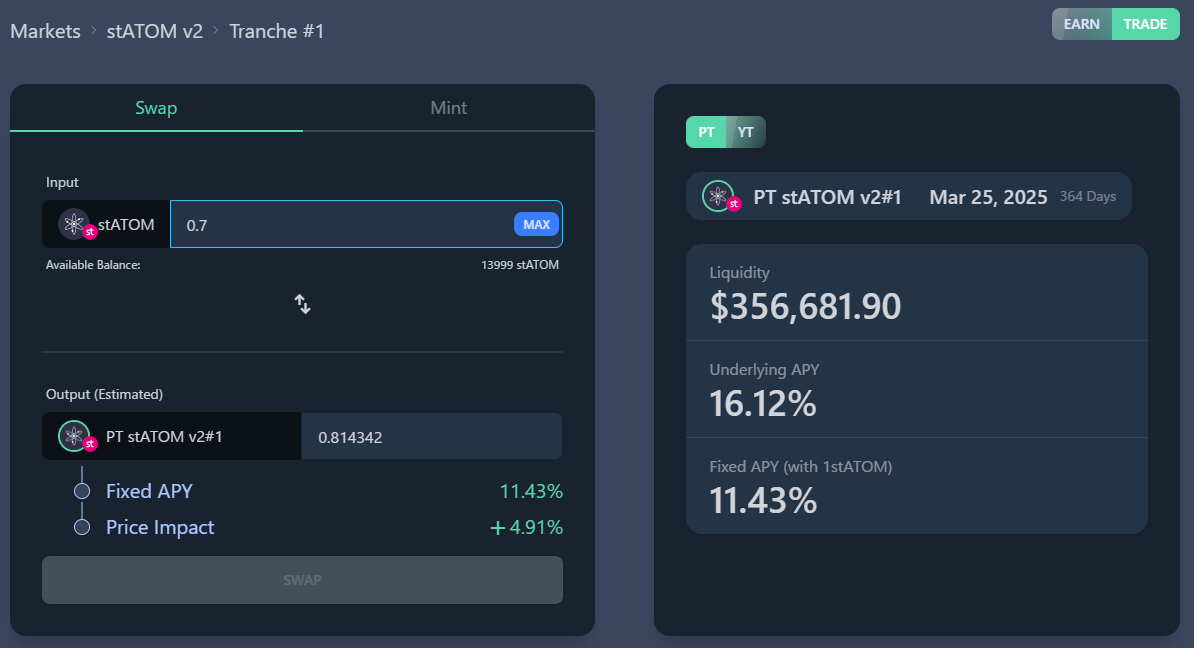 Markets > stATOM v2 > Tranche #1
EARN TRADE
Swap Mint
Input
st stATOM 0.7 MAX
Available Balance: 13999 stATOM
Output (Estimated)
st PT stATOM v2#1 0.814342
Fixed APY 11.43%
Price Impact +4.91%
SWAP
PT YT
st PT stATOM v2#1 Mar 25, 2025 364 Days
Liquidity
$356,681.90
Underlying APY
16.12%
Fixed APY (with 1stATOM)
11.43%